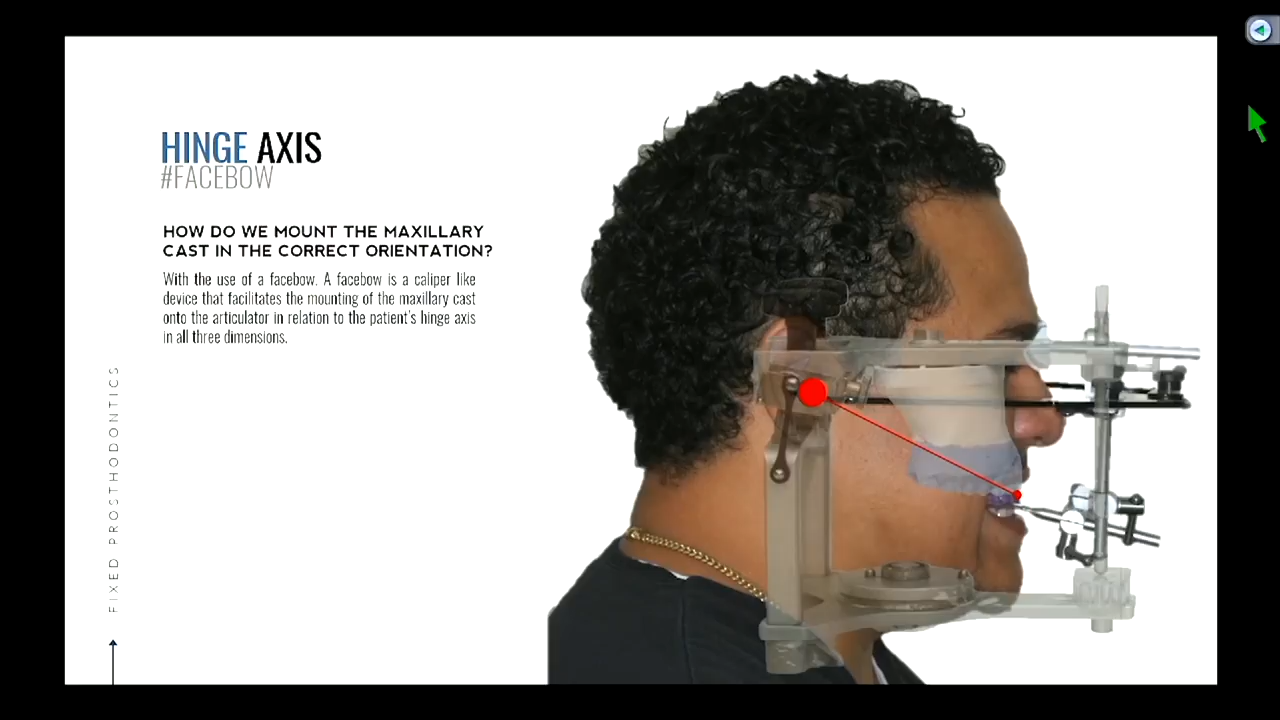 HINGE AXIS
#FACEBOW
HOW DO WE MOUNT THE MAXILLARY
CAST IN THE CORRECT ORIENTATION?
With the use of a facebow. A facebow is a caliper like
device that facilitates the mounting of the maxillary cast
onto the articulator in relation to the patient's hinge axis
in all three dimensions.
FIXED PROSTHODONTICS